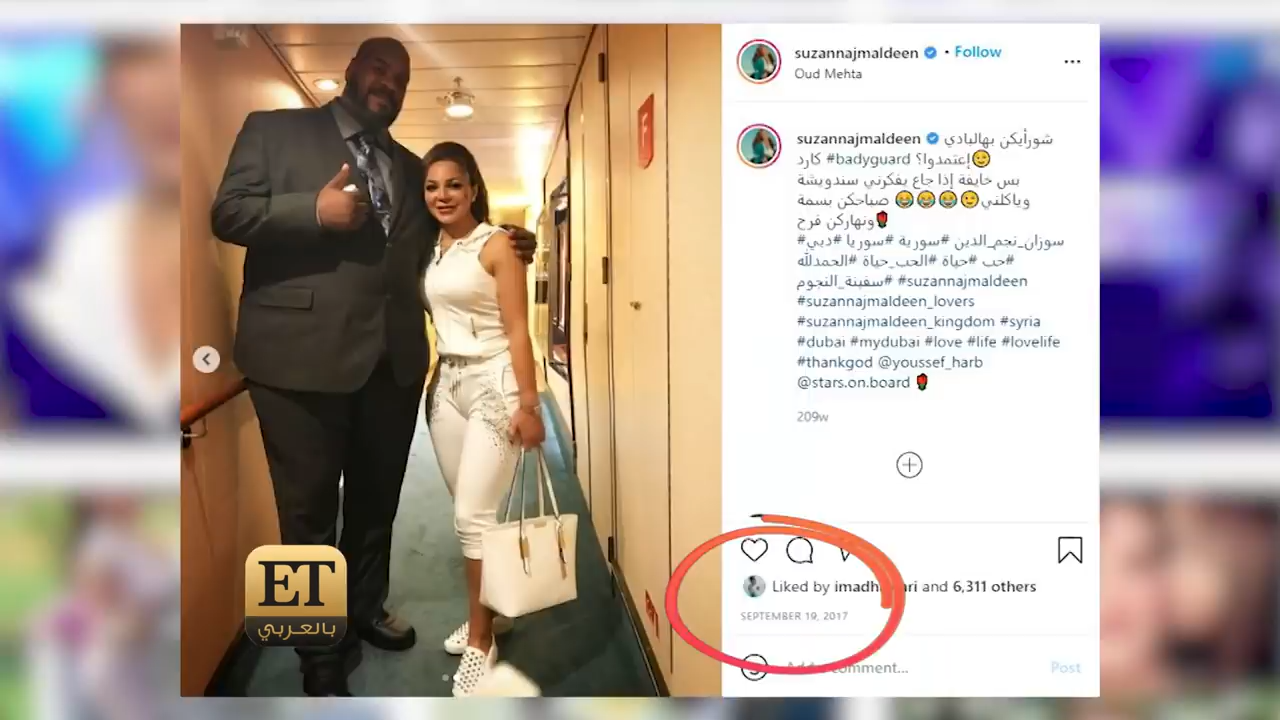 suzannajmaldeen • Follow
Oud Mehta
suzannajmaldeen شورأيكن بهالبادي
كارد #badyguard إعتمدوا؟😉
بس خايفة إذا جاع يفكرني سندويشة
وياكلني😉😂😂😂 صباحكن بسمة
ونهاركن فرح🌹
#سوزان_نجم_الدين #سورية #سوريا #دبي
#حب #حياة #الحب_حياة #الحمدلله
#سفينة_النجوم #suzannajmaldeen
#suzannajmaldeen_lovers
#suzannajmaldeen_kingdom #syria
#dubai #mydubai #love #life #lovelife
#thankgod @youssef_harb
@stars.on.board 🌹
209w
Liked by and 6,311 others
SEPTEMBER 19, 2017
comment... Post
F
ET
بالعربي